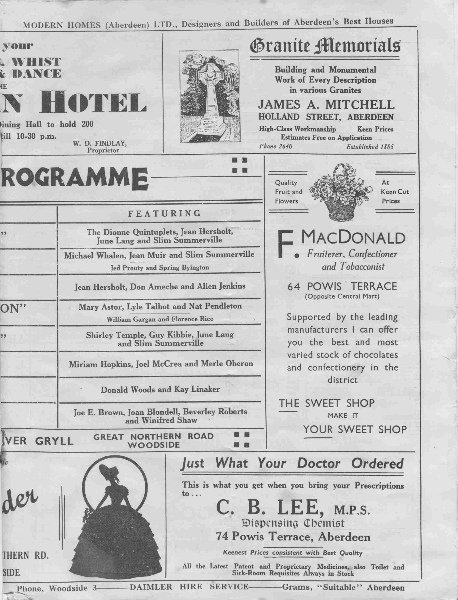 MODERN HOMES (Aberdeen) LTD., Designers and Builders of Aberdeen's Best Houses
your
& WHIST
& DANCE
HE
N HOTEL
Dining Hall to hold 200
till 10-30 p.m.
W. D. FINDLAY,
Proprietor
Granite Memorials
Building and Monumental
Work of Every Description
in various Granites
JAMES A. MITCHELL
HOLLAND STREET, ABERDEEN
High-Class Workmanship Keen Prices
Estimates Free on Application
Phone 2640 Established 1885
ROGRAMME
FEATURING
" The Dionne Quintuplets, Jean Hersholt,
June Lang and Slim Summerville
Michael Whalen, Jean Muir and Slim Summerville
Jed Prouty and Spring Byington
Jean Hersholt, Don Ameche and Allen Jenkins
ON" Mary Astor, Lyle Talbot and Nat Pendleton
William Gargan and Florence Rice
" Shirley Temple, Guy Kibbie, June Lang
and Slim Summerville
Miriam Hopkins, Joel McCrea and Merle Oberon
Donald Woods and Kay Linaker
Joe E. Brown, Joan Blondell, Beverley Roberts
and Winifred Shaw
VER GRYLL GREAT NORTHERN ROAD
WOODSIDE
Quality
Fruit and
Flowers
At
Keen Cut
Prices
F. MACDONALD
Fruiterer, Confectioner
and Tobacconist
64 POWIS TERRACE
(Opposite Central Mart)
Supported by the leading
manufacturers I can offer
you the best and most
varied stock of chocolates
and confectionery in the
district
THE SWEET SHOP
MAKE IT
YOUR SWEET SHOP
der
THERN RD.
SIDE
Just What Your Doctor Ordered
This is what you get when you bring your Prescriptions
to...
C. B. LEE, M.P.S.
Dispensing Chemist
74 Powis Terrace, Aberdeen
Keenest Prices consistent with Best Quality
All the Latest Patent and Proprietary Medicines, also Toilet and
Sick-Room Requisites Always in Stock
Phone, Woodside 3 DAIMLER HIRE SERVICE Grams, "Suitable" Aberdeen